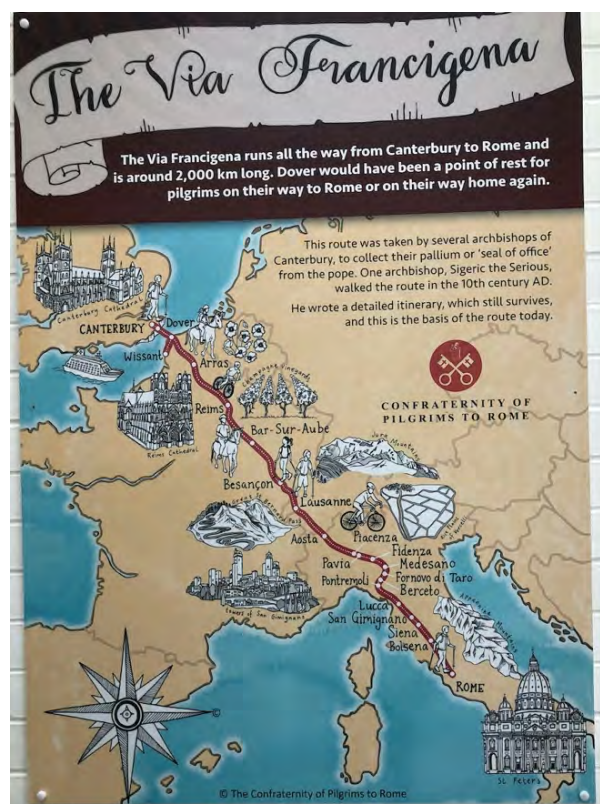 The Via Francigena
The Via Francigena runs all the way from Canterbury to Rome and
is around 2,000 km long. Dover would have been a point of rest for
pilgrims on their way to Rome or on their way home again.
This route was taken by several archbishops of
Canterbury, to collect their pallium or 'seal of office'
from the pope. One archbishop, Sigeric the Serious,
walked the route in the 10th century AD.
He wrote a detailed itinerary, which still survives,
and this is the basis of the route today.
CONFRATERNITY OF
PILGRIMS TO ROME
Canterbury Cathedral
CANTERBURY
Dover
Wissant
Arras
Champagne Vineyards
Reims
Reims Cathedral
Bar-Sur-Aube
Jura Mountains
Besançon
Lausanne
Great St Bernard Pass
Aosta
Piacenza
Fidenza
Pavia
Medesano
Pontremoli
Fornovo di Taro
Berceto
Towers of San Gimignano
Lucca
San Gimignano
Siena
Bolsena
Apennine Mountains
ROME
St Peters
©
© The Confraternity of Pilgrims to Rome